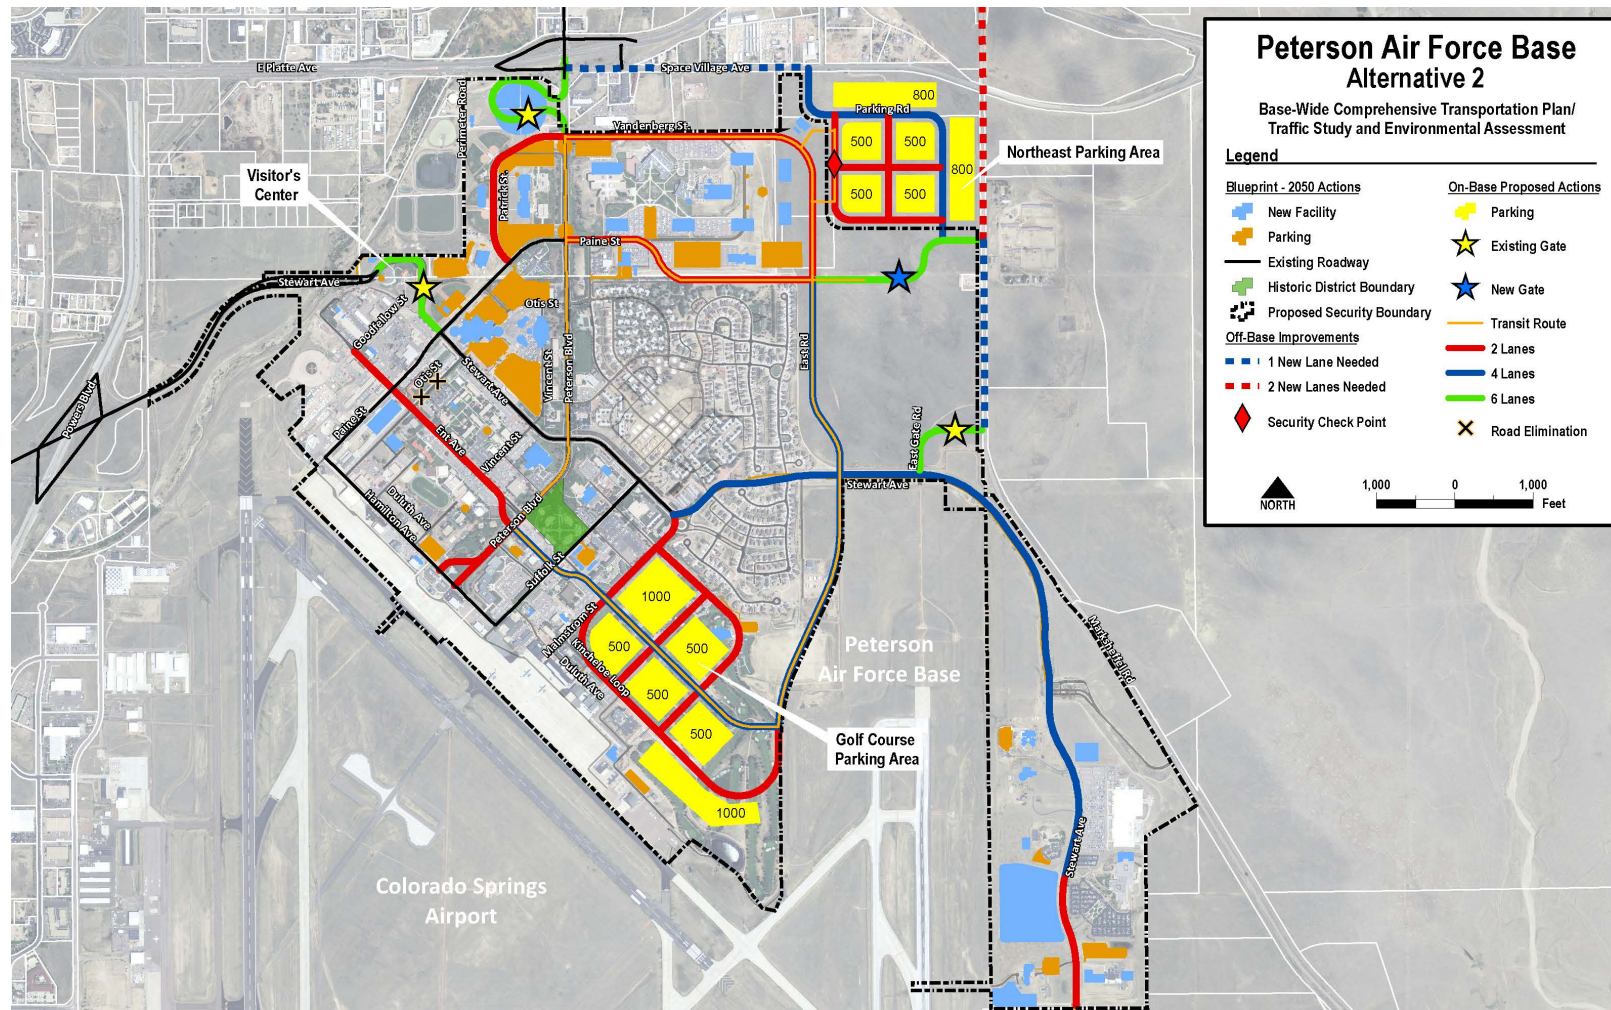 Peterson Air Force Base
Alternative 2
Base-Wide Comprehensive Transportation Plan/
Traffic Study and Environmental Assessment
Legend
Blueprint - 2050 Actions
New Facility
Parking
Existing Roadway
Historic District Boundary
Proposed Security Boundary
Off-Base Improvements
1 New Lane Needed
2 New Lanes Needed
Security Check Point
On-Base Proposed Actions
Parking
Existing Gate
New Gate
Transit Route
2 Lanes
4 Lanes
6 Lanes
Road Elimination
NORTH
1,000
0
1,000
Feet
E Platte Ave
Space Village Ave
Perimeter Road
Vandenberg St
Parking Rd
800
500
500
800
500
500
Northeast Parking Area
Visitor's
Center
Patrick St
Paine St
Stewart Ave
Goodfellow St
Otis St
Otis St
Vincent St
Peterson Blvd
East Rd
Stewart Ave
Powers Blvd
Paine St
Ent Ave
Vincent St
East Gate Rd
Stewart Ave
Duluth Ave
Hamilton Ave
Peterson Blvd
Suffolk St
Malmstrom St
Kincheloe Loop
Duluth Ave
1000
500
500
500
500
1000
Peterson
Air Force Base
Marksheffel Rd
Golf Course
Parking Area
Stewart Ave
Colorado Springs
Airport